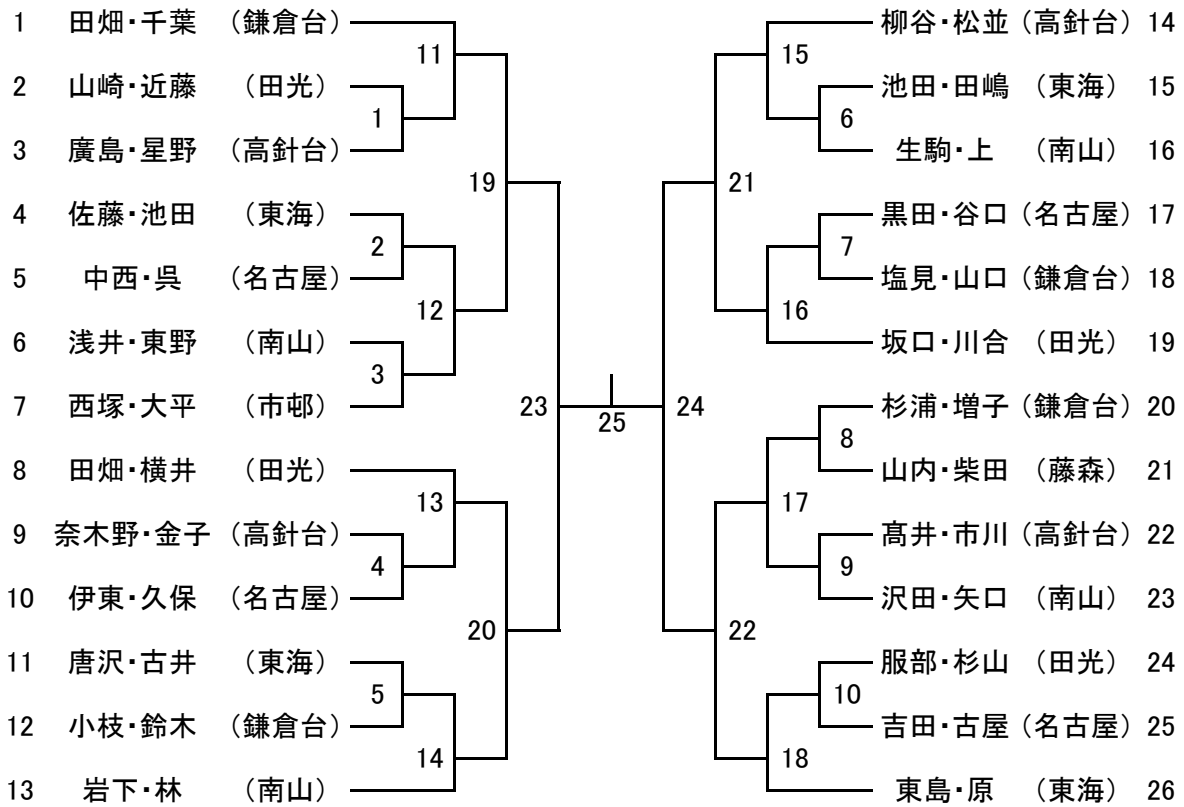 1 田畑・千葉 （鎌倉台）
2 山崎・近藤 （田光）
3 廣島・星野 （高針台）
4 佐藤・池田 （東海）
5 中西・呉 （名古屋）
6 浅井・東野 （南山）
7 西塚・大平 （市邨）
8 田畑・横井 （田光）
9 奈木野・金子 （高針台）
10 伊東・久保 （名古屋）
11 唐沢・古井 （東海）
12 小枝・鈴木 （鎌倉台）
13 岩下・林 （南山）
11
1
19
2
12
3
23
13
4
20
5
14
25
15
6
21
7
16
24
8
17
9
22
10
18
柳谷・松並 （高針台） 14
池田・田嶋 （東海） 15
生駒・上 （南山） 16
黒田・谷口 （名古屋） 17
塩見・山口 （鎌倉台） 18
坂口・川合 （田光） 19
杉浦・増子 （鎌倉台） 20
山内・柴田 （藤森） 21
髙井・市川 （高針台） 22
沢田・矢口 （南山） 23
服部・杉山 （田光） 24
吉田・古屋 （名古屋） 25
東島・原 （東海） 26